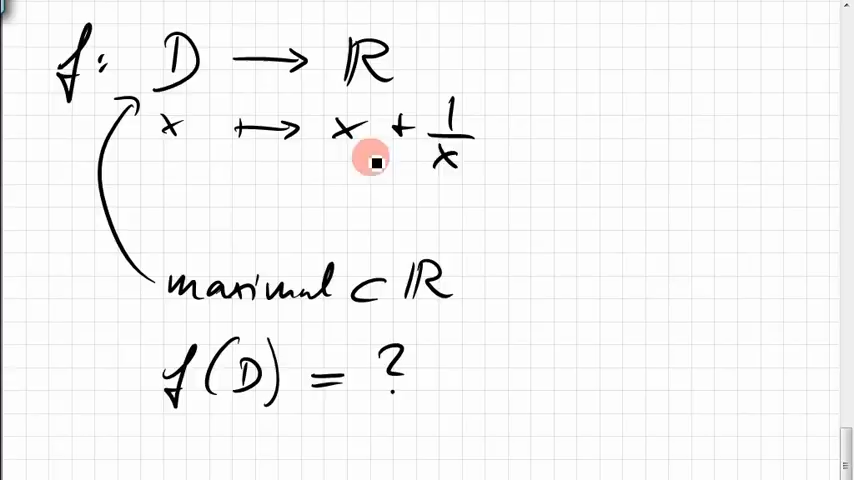 f: D ⟶ ℝ
x ↦ x + 1/x
maximal ⊂ ℝ
f(D) = ?